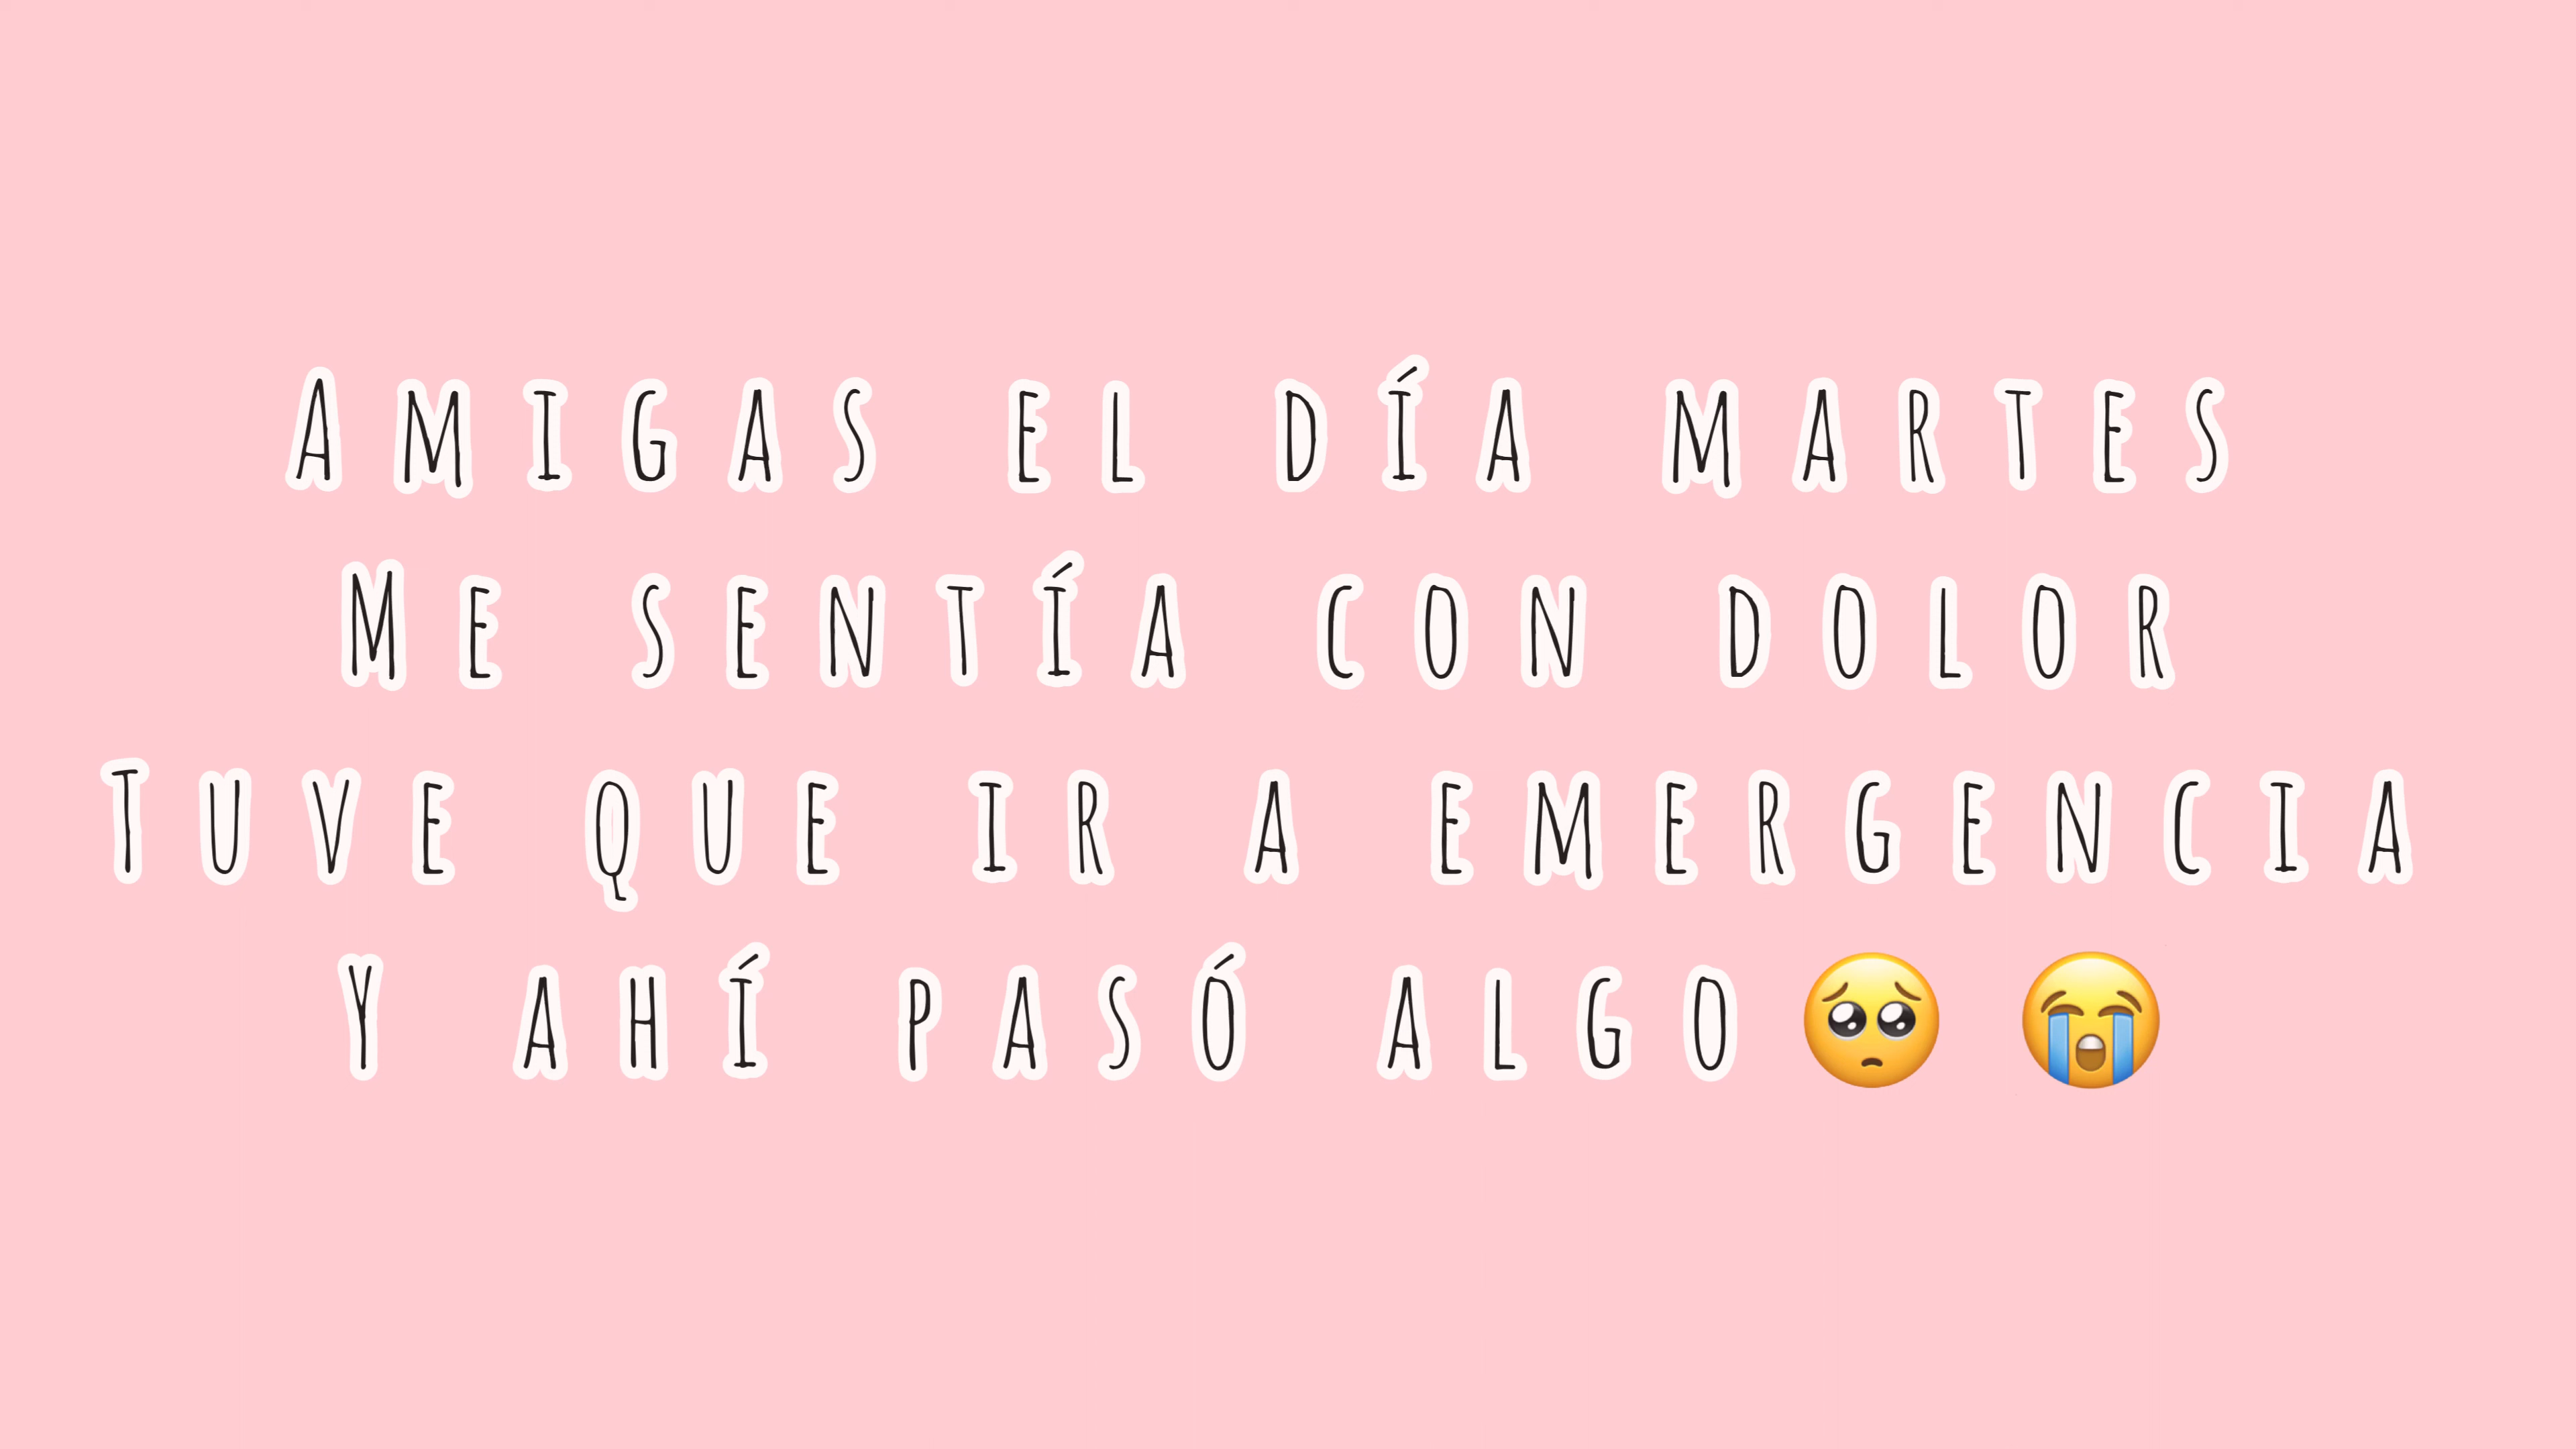 Amigas el día martes
Me sentía con dolor
Tuve que ir a emergencia
Y ahí pasó algo🥺 😭